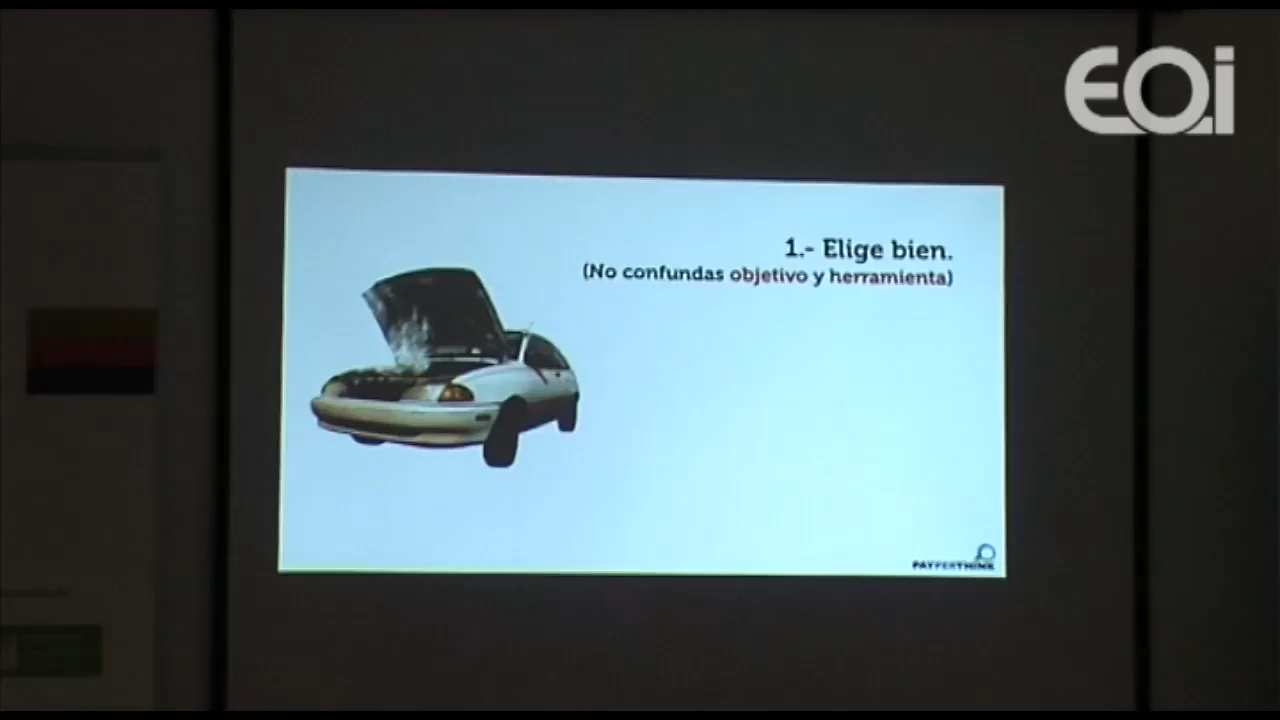 EOi
1.- Elige bien.
(No confundas objetivo y herramienta)
PAYPERTHINK